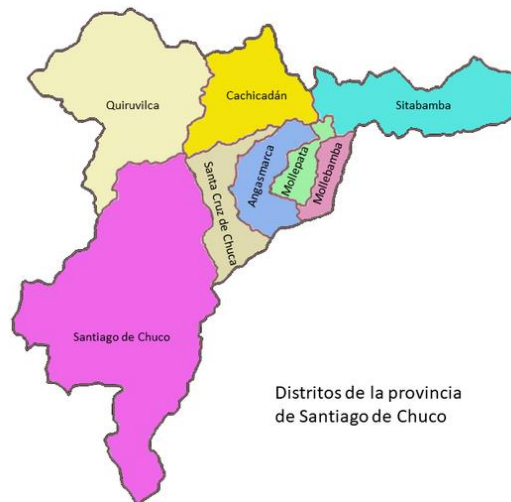 Quiruvilca
Cachicadán
Sitabamba
Santa Cruz de Chuca
Angasmarca
Mollepata
Mollebamba
Santiago de Chuco
Distritos de la provincia
de Santiago de Chuco